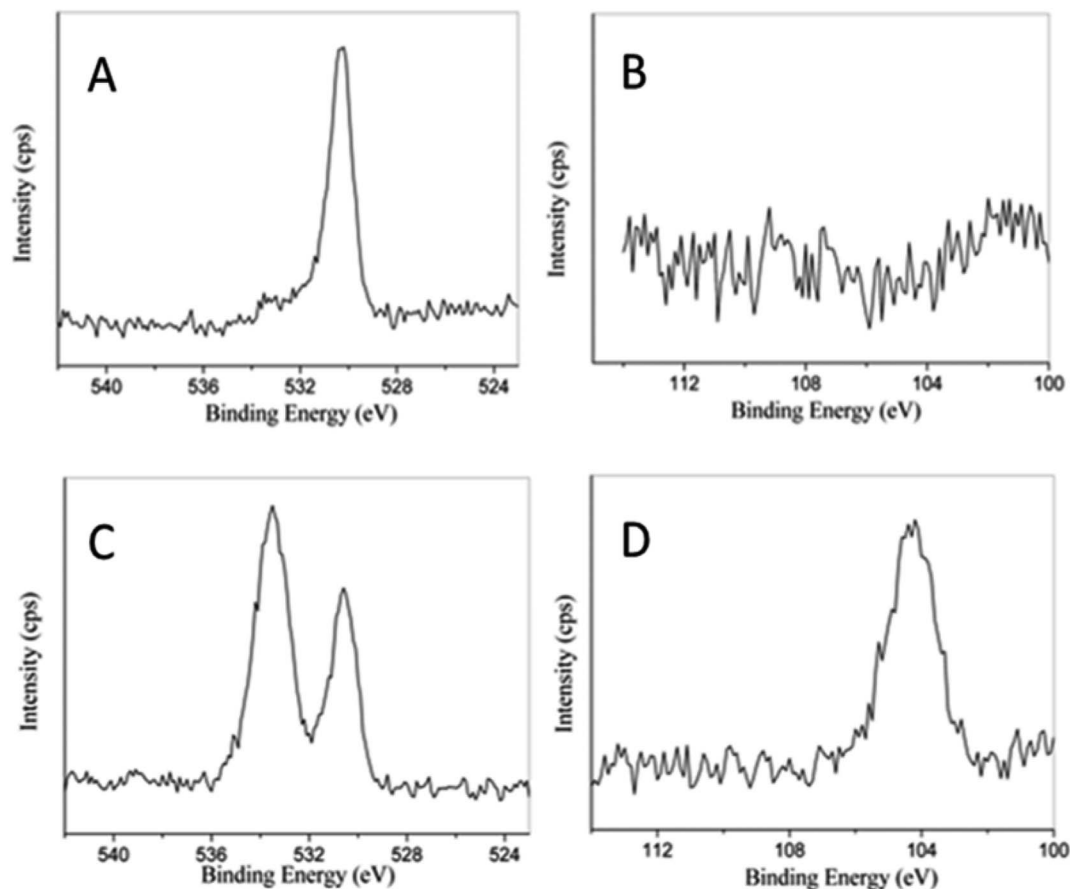 A
Intensity (cps)
540 536 532 528 524
Binding Energy (eV)
B
Intensity (cps)
112 108 104 100
Binding Energy (eV)
C
Intensity (cps)
540 536 532 528 524
Binding Energy (eV)
D
Intensity (cps)
112 108 104 100
Binding Energy (eV)